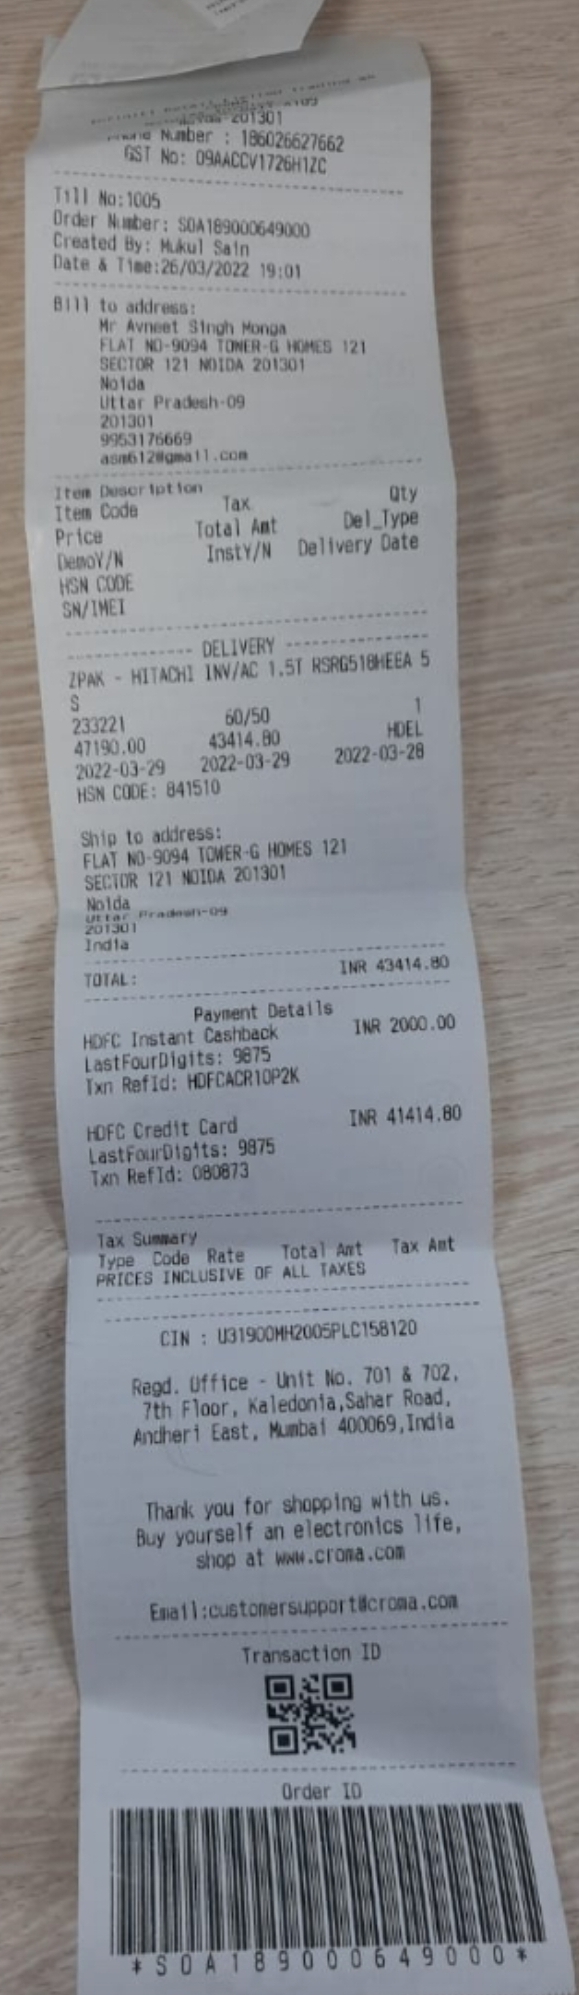 201301
Number : 186026627662
GST No: 09AACCV1726H1ZC
Till No:1005
Order Number: SOA189000649000
Created By: Mukul Sain
Date & Time:26/03/2022 19:01
Bill to address:
Mr Avneet Singh Monga
FLAT NO-9094 TOWER-G HOMES 121
SECTOR 121 NOIDA 201301
Noida
Uttar Pradesh-09
201301
9953176669
asm612@gmail.com
Item Description
Item Code Tax Qty
Price Total Amt Del_Type
DemoY/N InstY/N Delivery Date
HSN CODE
SN/IMEI
DELIVERY
ZPAK - HITACHI INV/AC 1.5T RSRG518HEEA 5
S
233221 60/50 1
47190.00 43414.80 HDEL
2022-03-29 2022-03-29 2022-03-28
HSN CODE: 841510
Ship to address:
FLAT NO-9094 TOWER-G HOMES 121
SECTOR 121 NOIDA 201301
Noida
Uttar Pradesh-09
201301
India
TOTAL: INR 43414.80
Payment Details
HDFC Instant Cashback INR 2000.00
LastFourDigits: 9875
Txn RefId: HDFCACR10P2K
HDFC Credit Card INR 41414.80
LastFourDigits: 9875
Txn RefId: 080873
Tax Summary
Type Code Rate Total Amt Tax Amt
PRICES INCLUSIVE OF ALL TAXES
CIN : U31900MH2005PLC158120
Regd. Office - Unit No. 701 & 702,
7th Floor, Kaledonia,Sahar Road,
Andheri East, Mumbai 400069,India
Thank you for shopping with us.
Buy yourself an electronics life,
shop at www.croma.com
Email:customersupport@croma.com
Transaction ID
Order ID
*SOA189000649000*